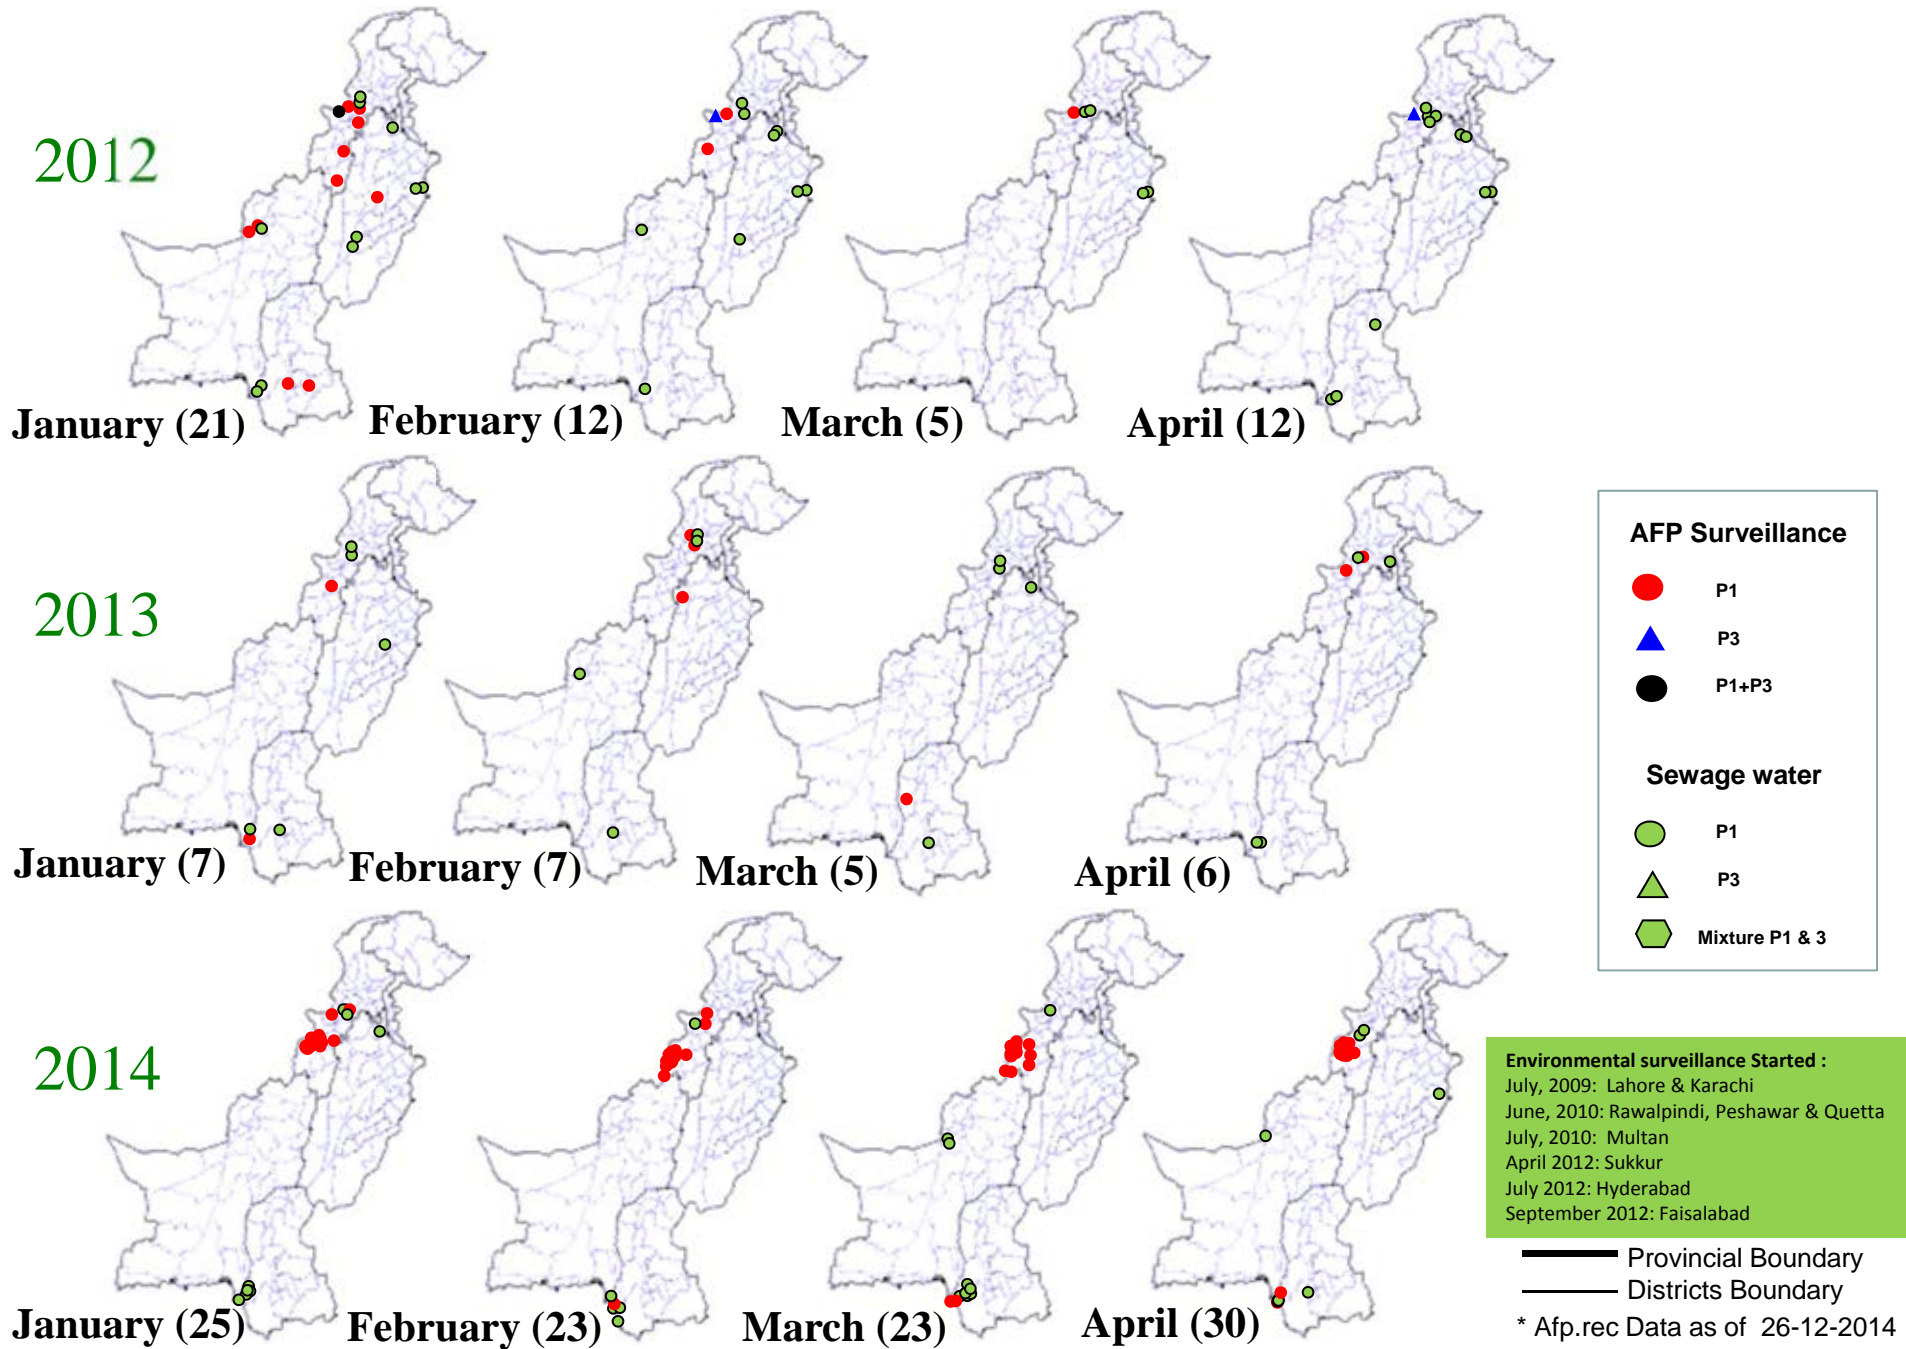 2012
January (21)
February (12)
March (5)
April (12)
2013
January (7)
February (7)
March (5)
April (6)
AFP Surveillance
P1
P3
P1+P3
Sewage water
P1
P3
Mixture P1 & 3
2014
January (25)
February (23)
March (23)
April (30)
Environmental surveillance Started :
July, 2009: Lahore & Karachi
June, 2010: Rawalpindi, Peshawar & Quetta
July, 2010: Multan
April 2012: Sukkur
July 2012: Hyderabad
September 2012: Faisalabad
Provincial Boundary
Districts Boundary
* Afp.rec Data as of 26-12-2014